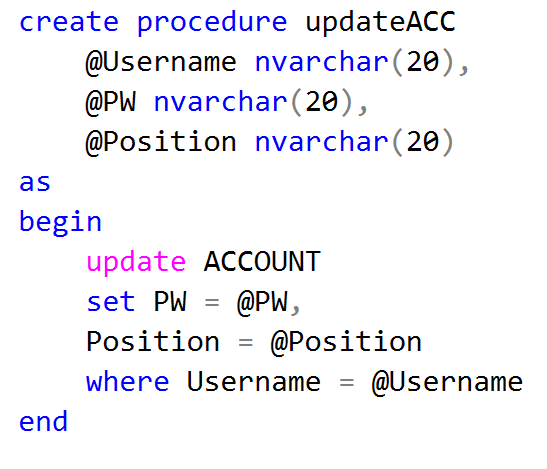 create procedure updateACC
@Username nvarchar(20),
@PW nvarchar(20),
@Position nvarchar(20)
as
begin
update ACCOUNT
set PW = @PW,
Position = @Position
where Username = @Username
end